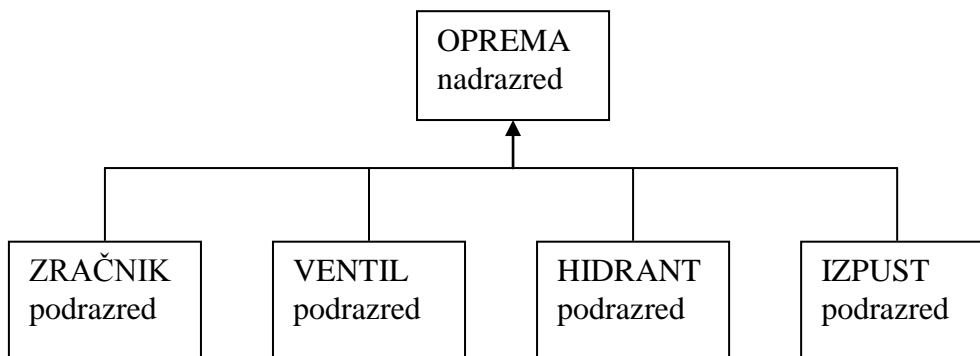 OPREMA
nadrazred
ZRAČNIK
podrazred
VENTIL
podrazred
HIDRANT
podrazred
IZPUST
podrazred